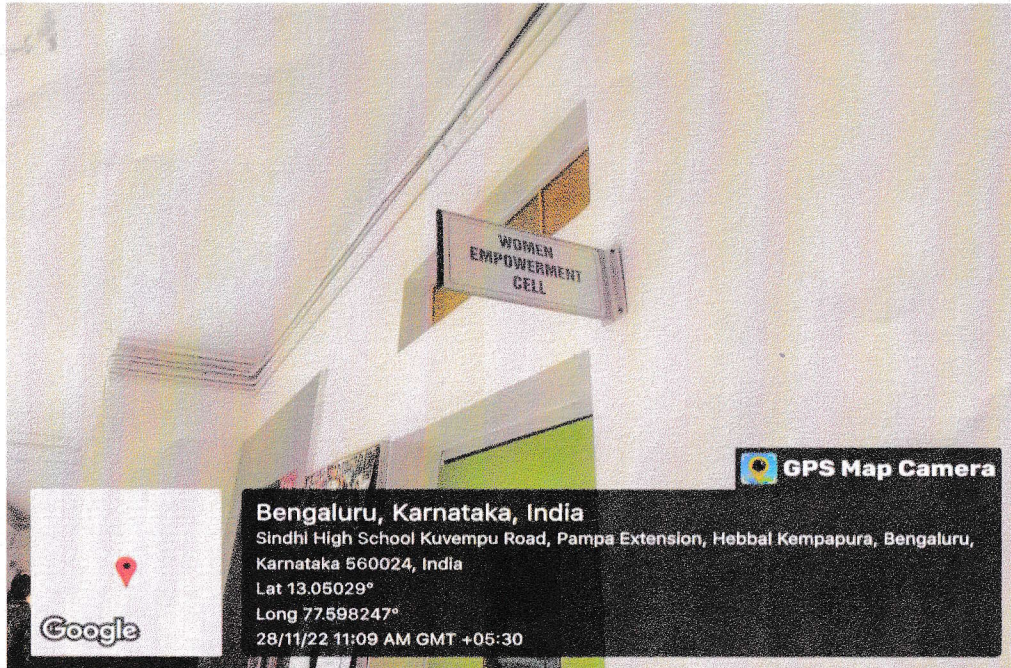 WOMEN
EMPOWERMENT
CELL
GPS Map Camera
Bengaluru, Karnataka, India
Sindhi High School Kuvempu Road, Pampa Extension, Hebbal Kempapura, Bengaluru,
Karnataka 560024, India
Lat 13.05029°
Long 77.598247°
28/11/22 11:09 AM GMT +05:30
Google